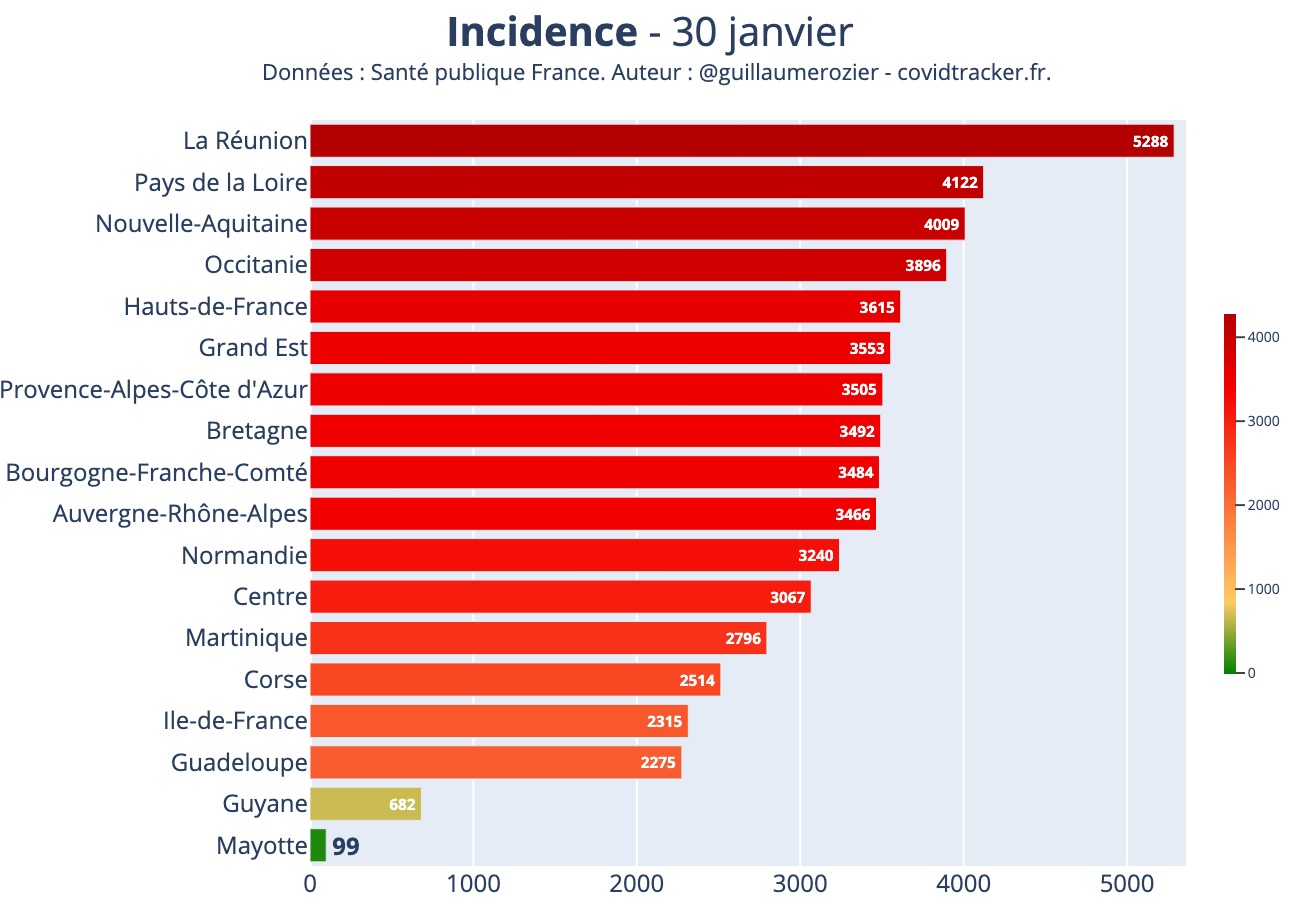 Incidence - 30 janvier
Données : Santé publique France. Auteur : @guillaumerozier - covidtracker.fr.
La Réunion 5288
Pays de la Loire 4122
Nouvelle-Aquitaine 4009
Occitanie 3896
Hauts-de-France 3615
Grand Est 3553
Provence-Alpes-Côte d'Azur 3505
Bretagne 3492
Bourgogne-Franche-Comté 3484
Auvergne-Rhône-Alpes 3466
Normandie 3240
Centre 3067
Martinique 2796
Corse 2514
Ile-de-France 2315
Guadeloupe 2275
Guyane 682
Mayotte 99
0 1000 2000 3000 4000 5000
4000
3000
2000
1000
0